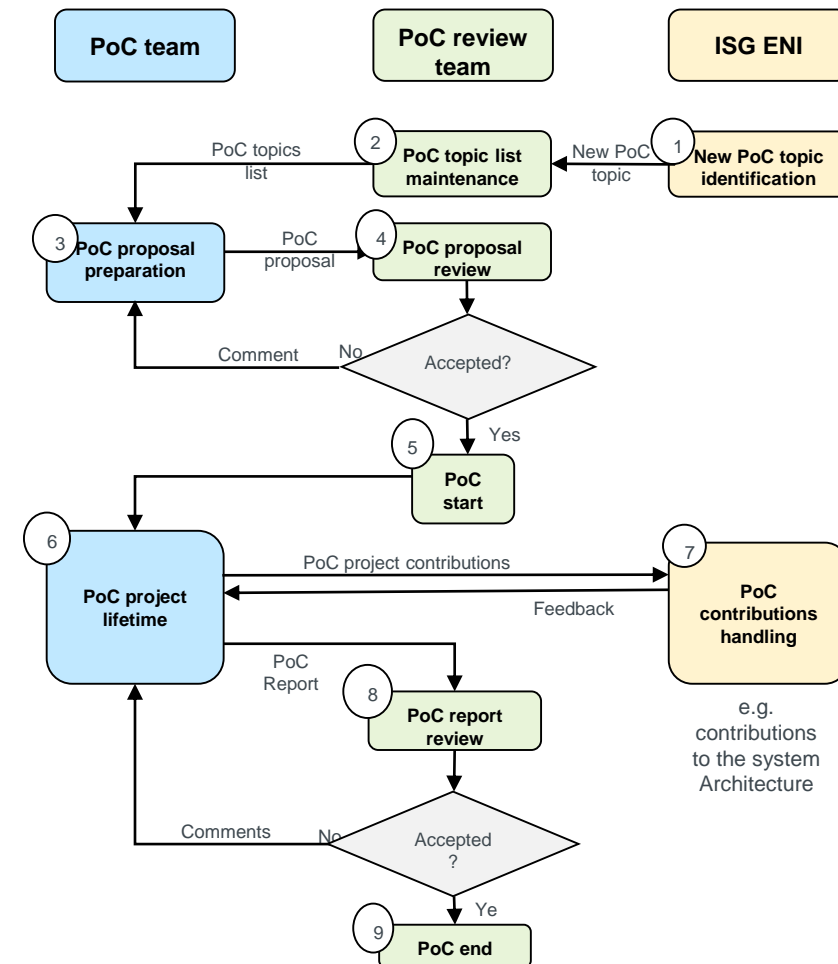 PoC team
PoC review
team
ISG ENI
1
New PoC topic
identification
New PoC
topic
2
PoC topic list
maintenance
PoC topics
list
3
PoC proposal
preparation
PoC
proposal
4
PoC proposal
review
Accepted?
No
Comment
Yes
5
PoC
start
6
PoC project
lifetime
PoC project contributions
Feedback
7
PoC
contributions
handling
e.g.
contributions
to the system
Architecture
PoC
Report
8
PoC report
review
Accepted
?
No
Comments
Ye
9
PoC end